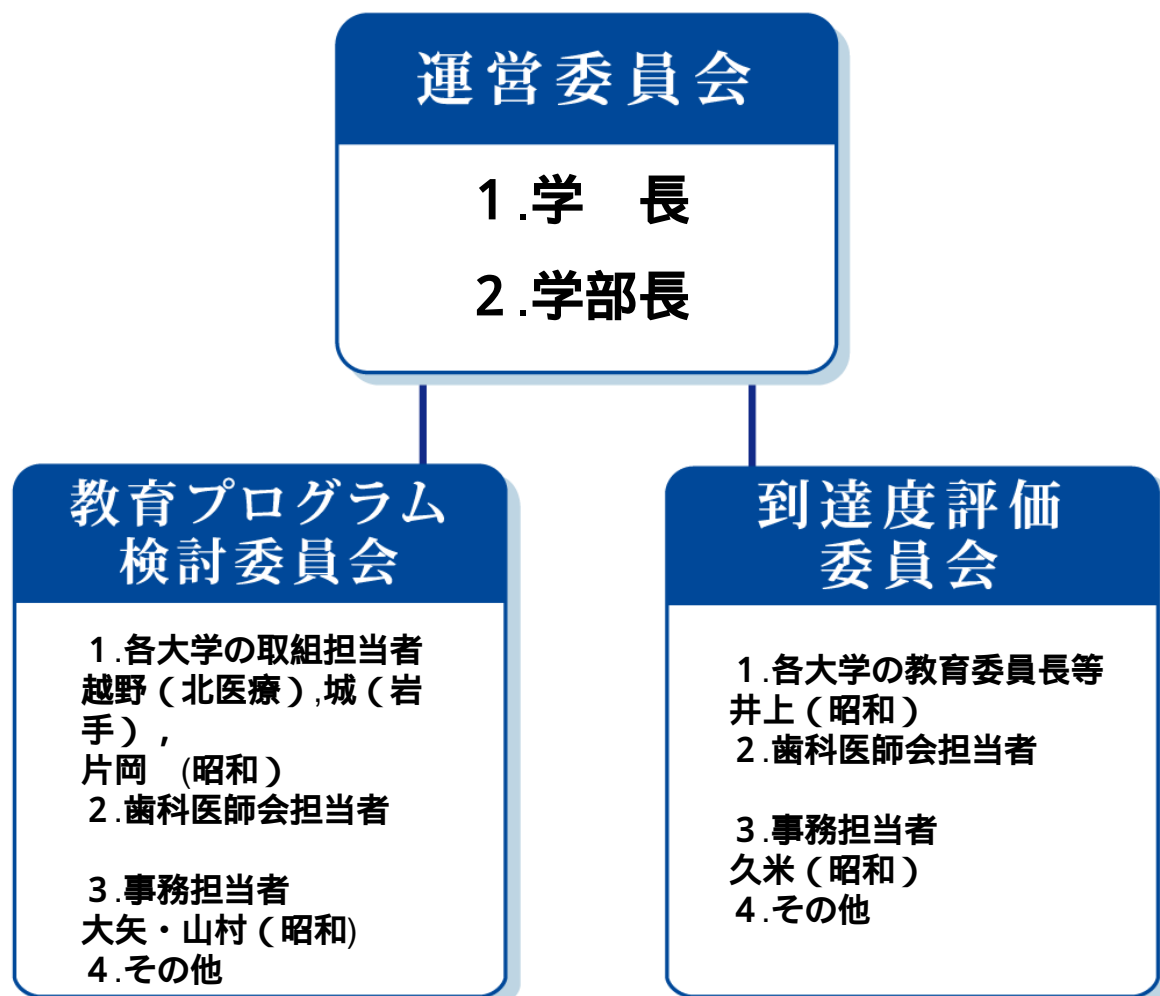 運営委員会
1.学　長
2.学部長
教育プログラム
検討委員会
1.各大学の取組担当者
越野（北医療）,城（岩
手），
片岡　(昭和）
2.歯科医師会担当者
3.事務担当者
大矢・山村（昭和)
4.その他
到達度評価
委員会
1.各大学の教育委員長等
井上（昭和）
2.歯科医師会担当者
3.事務担当者
久米（昭和）
4.その他